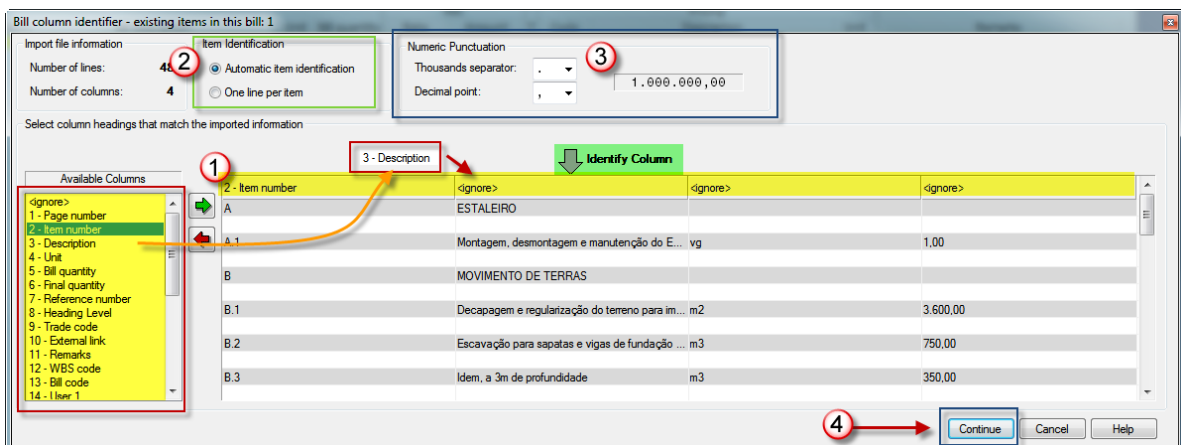 Bill column identifier - existing items in this bill: 1
Import file information
Number of lines: 48
Number of columns: 4
2
Item Identification
Automatic item identification
One line per item
Numeric Punctuation
Thousands separator: .
Decimal point: ,
3
1.000.000,00
Select column headings that match the imported information
1
3 - Description
Identify Column
Available Columns
<ignore>
1 - Page number
2 - Item number
3 - Description
4 - Unit
5 - Bill quantity
6 - Final quantity
7 - Reference number
8 - Heading Level
9 - Trade code
10 - External link
11 - Remarks
12 - WBS code
13 - Bill code
14 - User 1
2 - Item number <ignore> <ignore> <ignore>
A ESTALEIRO
A.1 Montagem, desmontagem e manutenção do E... vg 1,00
B MOVIMENTO DE TERRAS
B.1 Decapagem e regularização do terreno para im... m2 3.600,00
B.2 Escavação para sapatas e vigas de fundação ... m3 750,00
B.3 Idem, a 3m de profundidade m3 350,00
4
Continue Cancel Help